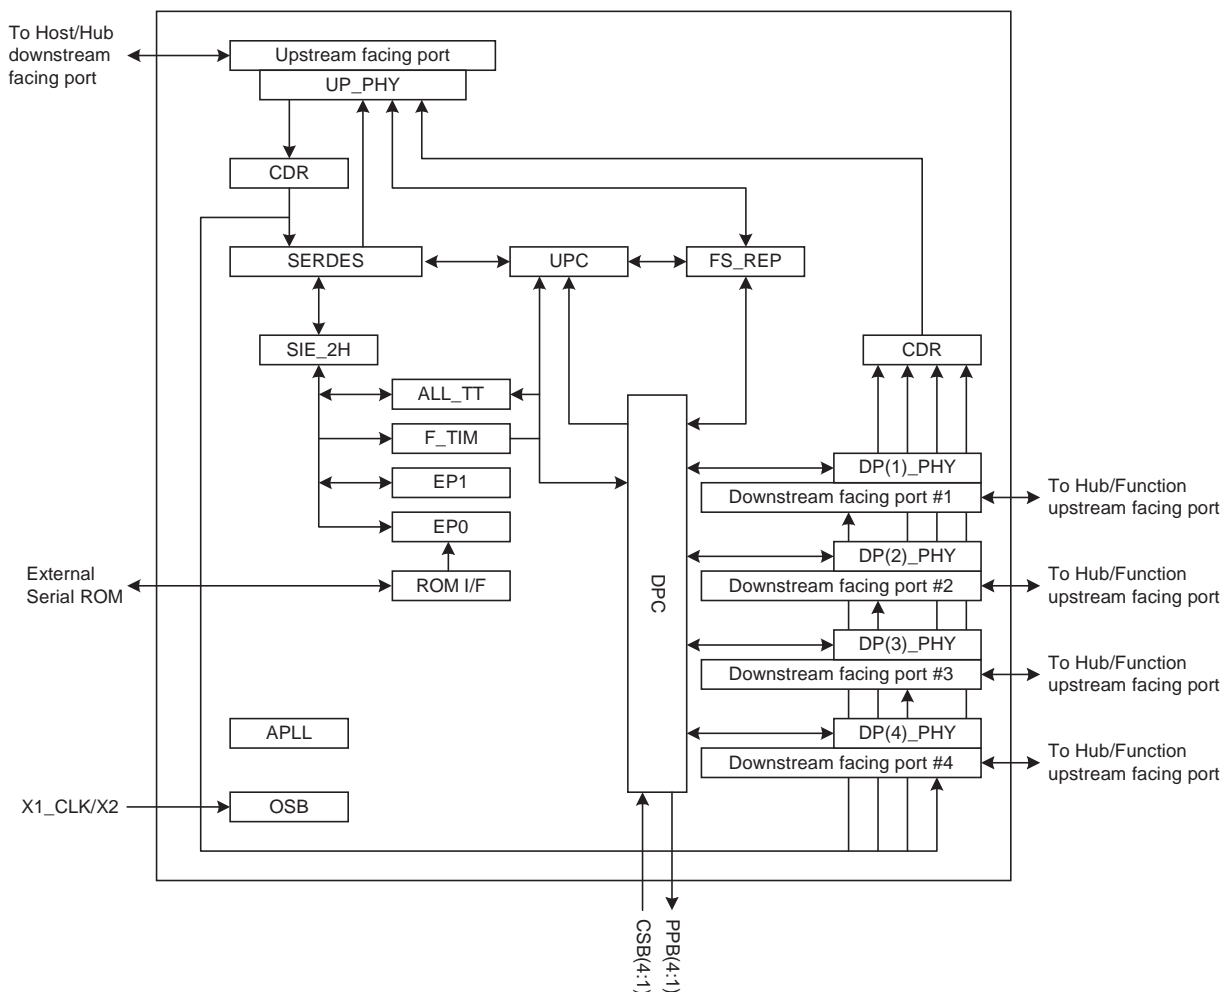 To Host/Hub
downstream
facing port
Upstream facing port
UP_PHY
CDR
SERDES
UPC
FS_REP
SIE_2H
CDR
ALL_TT
F_TIM
EP1
EP0
External
Serial ROM
ROM I/F
DPC
DP(1)_PHY
Downstream facing port #1
To Hub/Function
upstream facing port
DP(2)_PHY
Downstream facing port #2
To Hub/Function
upstream facing port
DP(3)_PHY
Downstream facing port #3
To Hub/Function
upstream facing port
DP(4)_PHY
Downstream facing port #4
To Hub/Function
upstream facing port
APLL
X1_CLK/X2
OSB
CSB(4:1)
PPB(4:1)